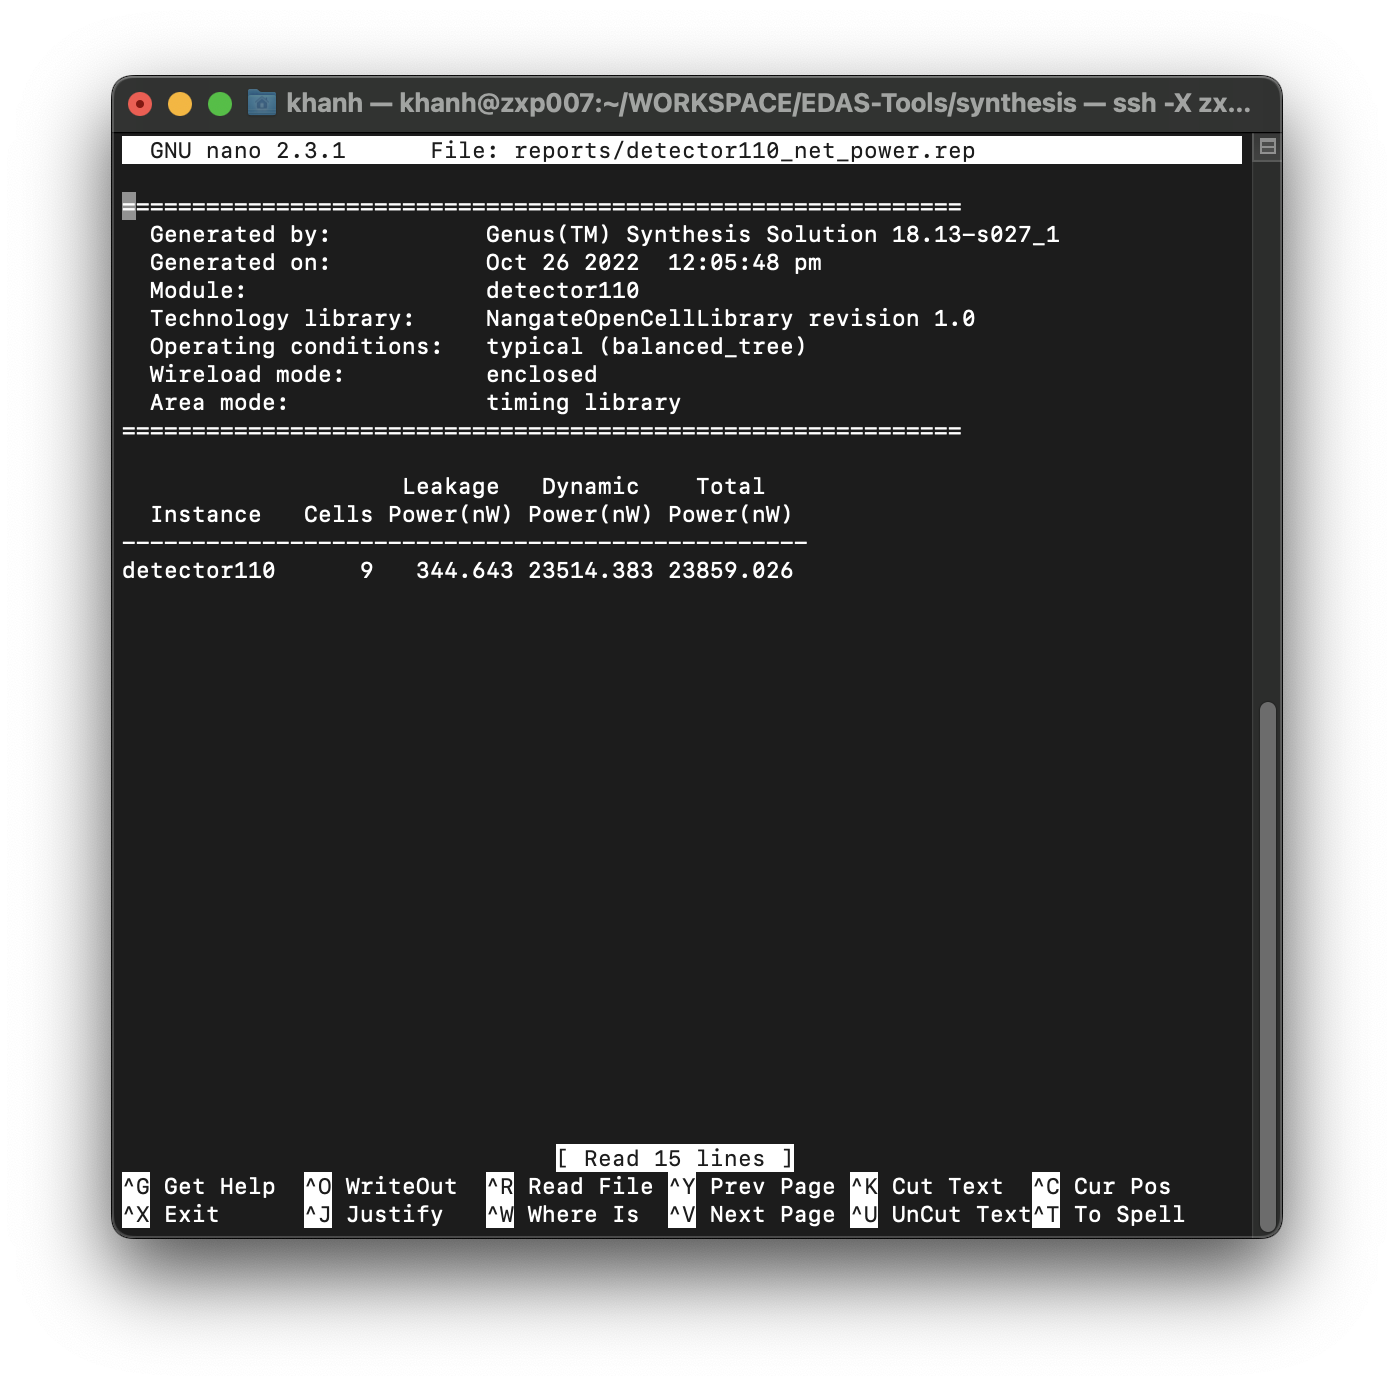 khanh — khanh@zxp007:~/WORKSPACE/EDAS-Tools/synthesis — ssh -X zx...
GNU nano 2.3.1      File: reports/detector110_net_power.rep
============================================================
  Generated by:           Genus(TM) Synthesis Solution 18.13-s027_1
  Generated on:           Oct 26 2022  12:05:48 pm
  Module:                 detector110
  Technology library:     NangateOpenCellLibrary revision 1.0
  Operating conditions:   typical (balanced_tree)
  Wireload mode:          enclosed
  Area mode:              timing library
============================================================
                    Leakage   Dynamic    Total
  Instance   Cells Power(nW) Power(nW) Power(nW)
-------------------------------------------------
detector110      9   344.643 23514.383 23859.026
[ Read 15 lines ]
^G Get Help  ^O WriteOut  ^R Read File ^Y Prev Page ^K Cut Text  ^C Cur Pos
^X Exit      ^J Justify   ^W Where Is  ^V Next Page ^U UnCut Text^T To Spell